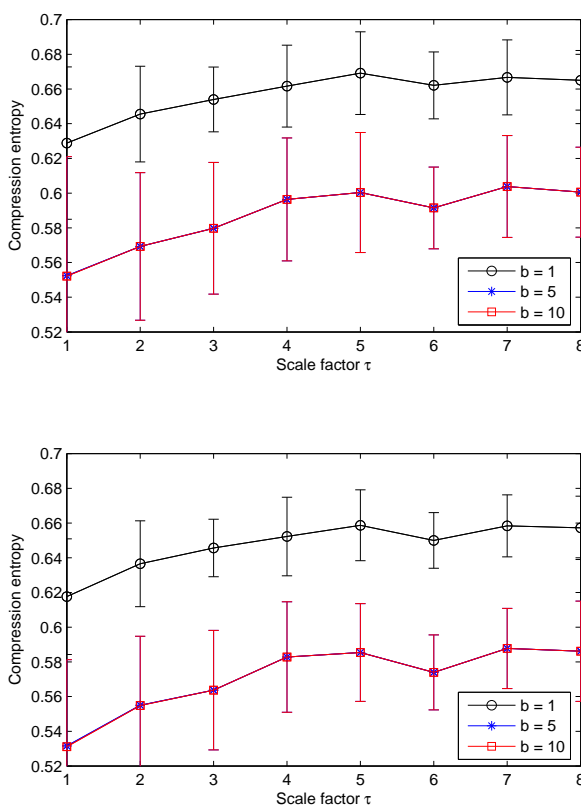 0.7
0.68
0.66
0.64
0.62
0.6
0.58
0.56
0.54
0.52
Compression entropy
1 2 3 4 5 6 7 8
Scale factor τ
b = 1
b = 5
b = 10
0.7
0.68
0.66
0.64
0.62
0.6
0.58
0.56
0.54
0.52
Compression entropy
1 2 3 4 5 6 7 8
Scale factor τ
b = 1
b = 5
b = 10